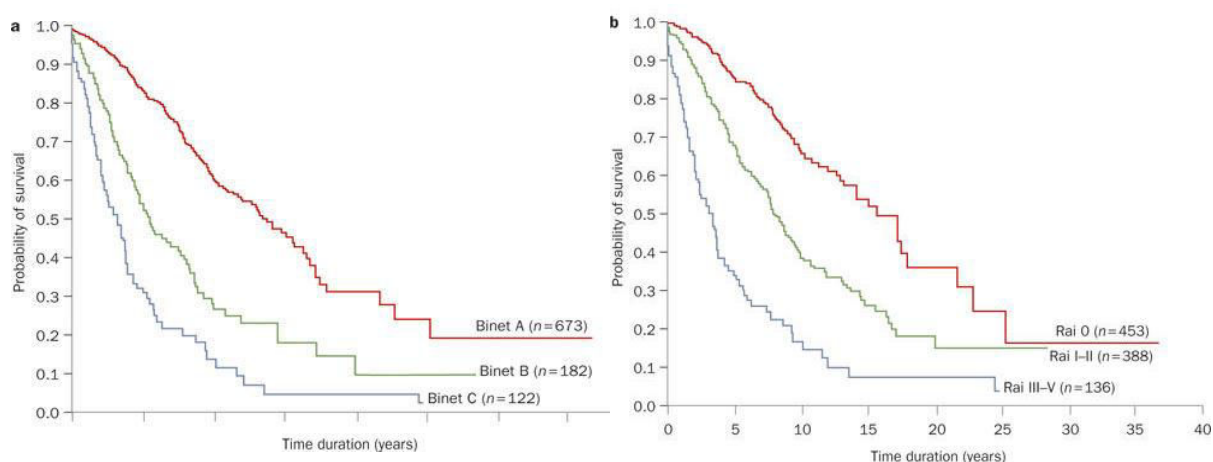 a
1.0
0.9
0.8
0.7
0.6
0.5
0.4
0.3
0.2
0.1
0.0
Probability of survival
Binet A (n=673)
Binet B (n=182)
Binet C (n=122)
Time duration (years)
b
1.0
0.9
0.8
0.7
0.6
0.5
0.4
0.3
0.2
0.1
0.0
Probability of survival
Rai 0 (n=453)
Rai I–II (n=388)
Rai III–V (n=136)
0 5 10 15 20 25 30 35 40
Time duration (years)